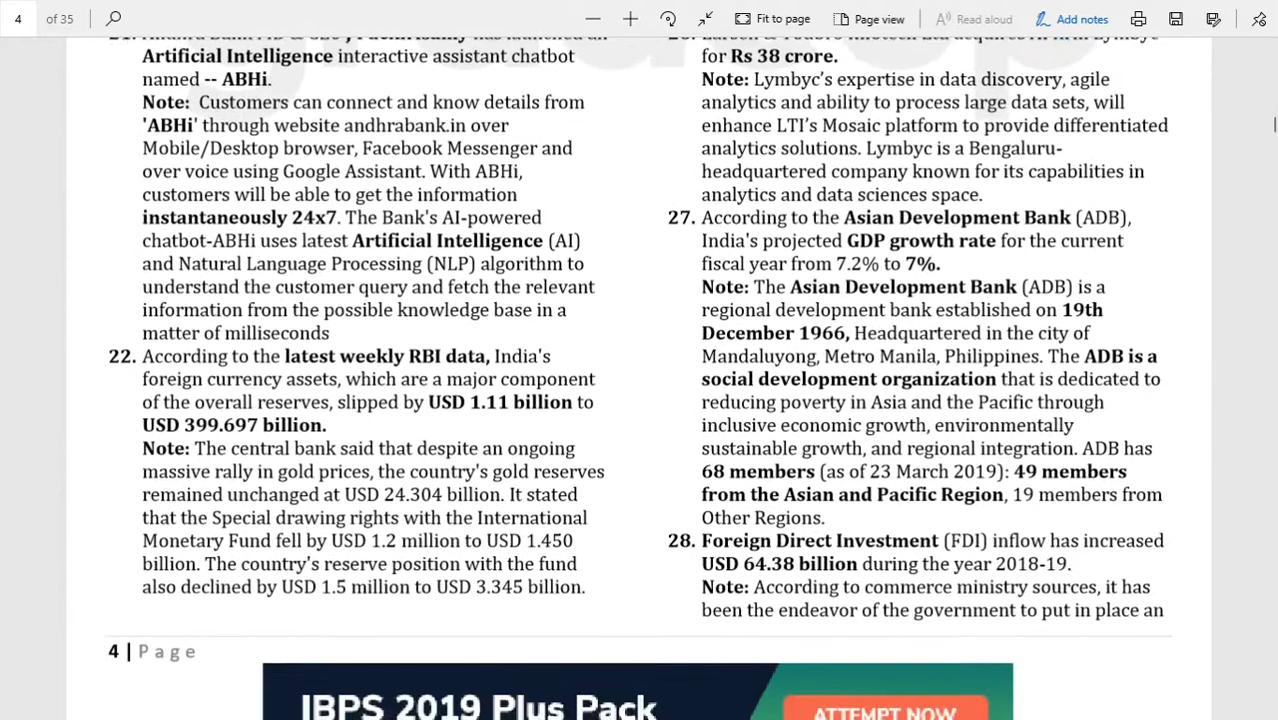 4 of 35
Fit to page
Page view
Read aloud
Add notes
Artificial Intelligence interactive assistant chatbot
named -- ABHi.
Note: Customers can connect and know details from
'ABHi' through website andhrabank.in over
Mobile/Desktop browser, Facebook Messenger and
over voice using Google Assistant. With ABHi,
customers will be able to get the information
instantaneously 24x7. The Bank's AI-powered
chatbot-ABHi uses latest Artificial Intelligence (AI)
and Natural Language Processing (NLP) algorithm to
understand the customer query and fetch the relevant
information from the possible knowledge base in a
matter of milliseconds
22. According to the latest weekly RBI data, India's
foreign currency assets, which are a major component
of the overall reserves, slipped by USD 1.11 billion to
USD 399.697 billion.
Note: The central bank said that despite an ongoing
massive rally in gold prices, the country's gold reserves
remained unchanged at USD 24.304 billion. It stated
that the Special drawing rights with the International
Monetary Fund fell by USD 1.2 million to USD 1.450
billion. The country's reserve position with the fund
also declined by USD 1.5 million to USD 3.345 billion.
for Rs 38 crore.
Note: Lymbyc's expertise in data discovery, agile
analytics and ability to process large data sets, will
enhance LTI's Mosaic platform to provide differentiated
analytics solutions. Lymbyc is a Bengaluru-
headquartered company known for its capabilities in
analytics and data sciences space.
27. According to the Asian Development Bank (ADB),
India's projected GDP growth rate for the current
fiscal year from 7.2% to 7%.
Note: The Asian Development Bank (ADB) is a
regional development bank established on 19th
December 1966, Headquartered in the city of
Mandaluyong, Metro Manila, Philippines. The ADB is a
social development organization that is dedicated to
reducing poverty in Asia and the Pacific through
inclusive economic growth, environmentally
sustainable growth, and regional integration. ADB has
68 members (as of 23 March 2019): 49 members
from the Asian and Pacific Region, 19 members from
Other Regions.
28. Foreign Direct Investment (FDI) inflow has increased
USD 64.38 billion during the year 2018-19.
Note: According to commerce ministry sources, it has
been the endeavor of the government to put in place an
4 | Page
IBPS 2019 Plus Pack
ATTEMPT NOW